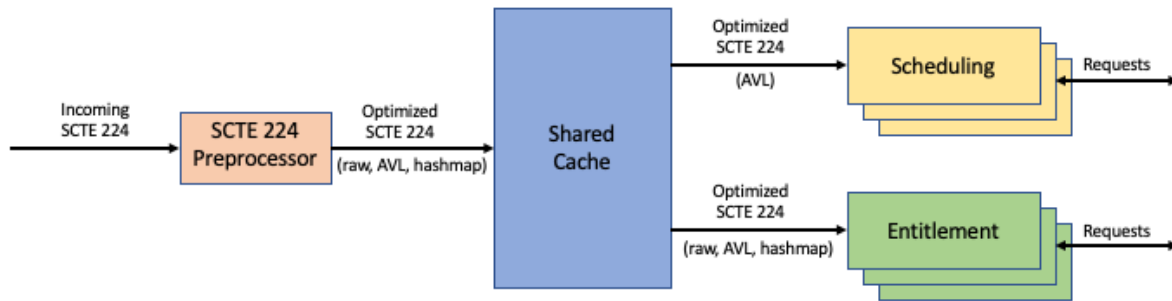 Incoming
SCTE 224
SCTE 224
Preprocessor
Optimized
SCTE 224
(raw, AVL, hashmap)
Shared
Cache
Optimized
SCTE 224
(AVL)
Scheduling
Requests
Optimized
SCTE 224
(raw, AVL, hashmap)
Entitlement
Requests